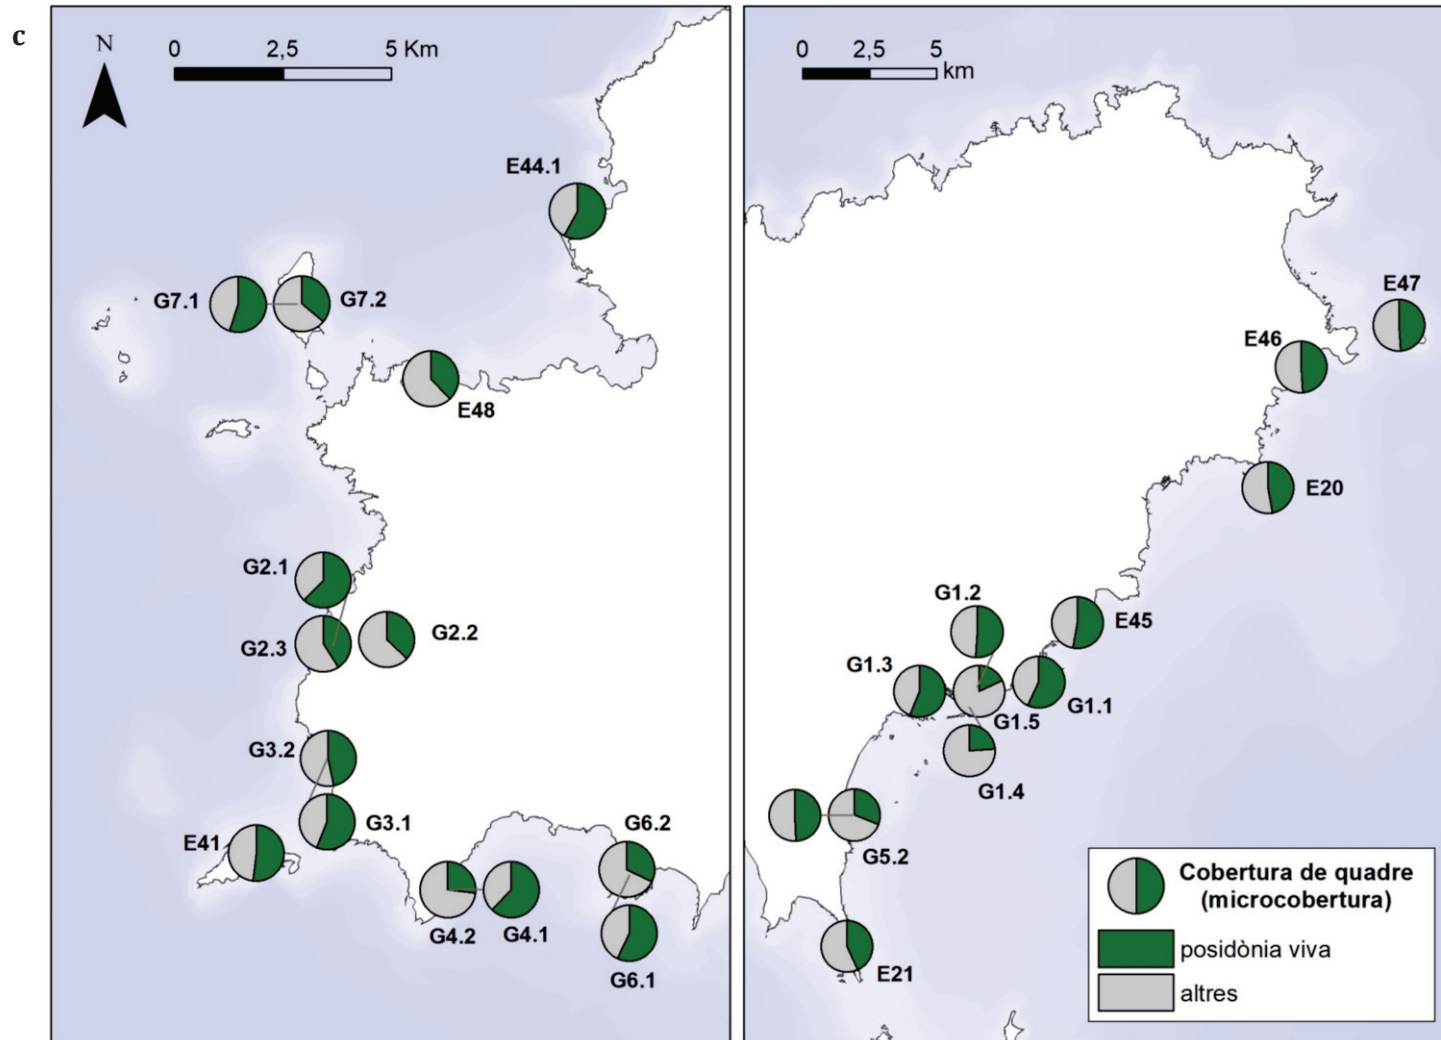 c
N
0 2,5 5 Km
E44.1
G7.1
G7.2
E48
G2.1
G2.3
G2.2
G3.2
G3.1
E41
G6.2
G4.2
G4.1
G6.1
0 2,5 5
km
E47
E46
E20
G1.2
E45
G1.3
G1.5
G1.1
G1.4
G5.2
E21
Cobertura de quadre
(microcobertura)
posidònia viva
altres